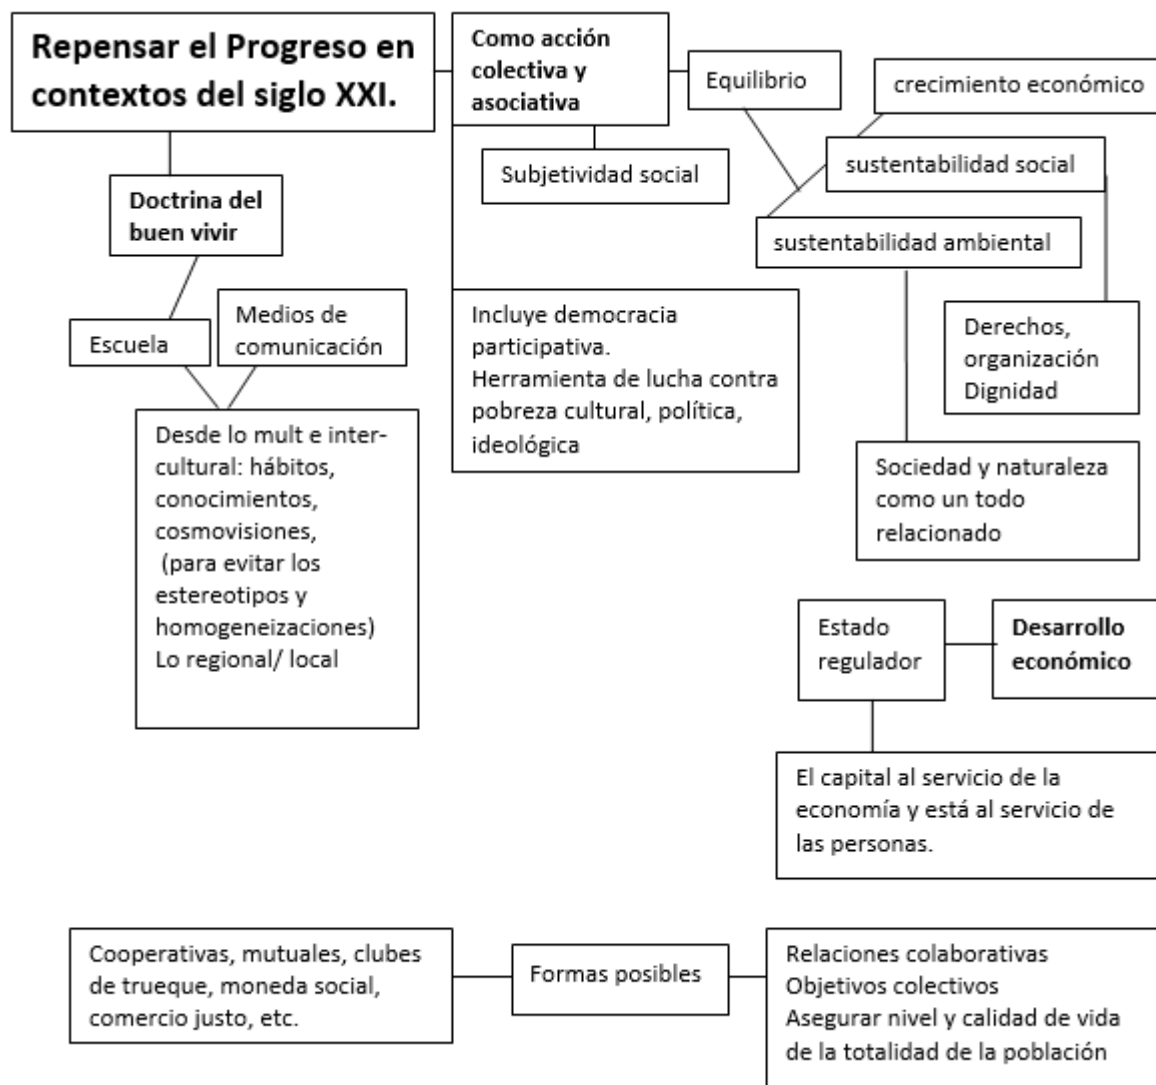 Repensar el Progreso en
contextos del siglo XXI.
Como acción
colectiva y
asociativa
Equilibrio
crecimiento económico
sustentabilidad social
sustentabilidad ambiental
Subjetividad social
Doctrina del
buen vivir
Escuela
Medios de
comunicación
Incluye democracia
participativa.
Herramienta de lucha contra
pobreza cultural, política,
ideológica
Derechos,
organización
Dignidad
Desde lo mult e inter-
cultural: hábitos,
conocimientos,
cosmovisiones,
(para evitar los
estereotipos y
homogeneizaciones)
Lo regional/ local
Sociedad y naturaleza
como un todo
relacionado
Estado
regulador
Desarrollo
económico
El capital al servicio de la
economía y está al servicio de
las personas.
Cooperativas, mutuales, clubes
de trueque, moneda social,
comercio justo, etc.
Formas posibles
Relaciones colaborativas
Objetivos colectivos
Asegurar nivel y calidad de vida
de la totalidad de la población